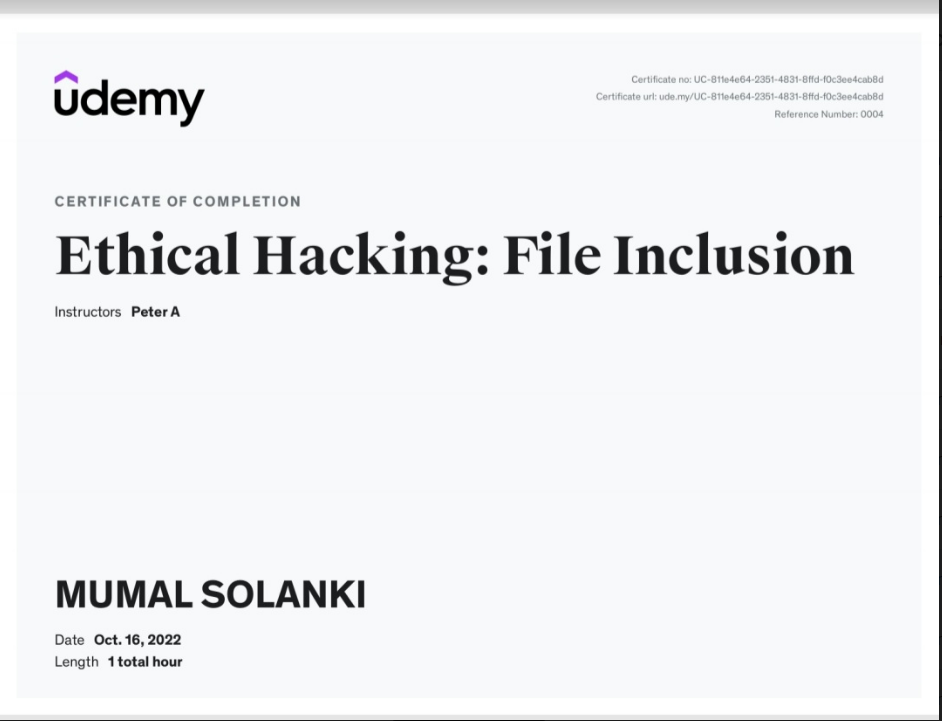 udemy
Certificate no: UC-811e4e64-2351-4831-8ffd-f0c3ee4cab8d
Certificate url: ude.my/UC-811e4e64-2351-4831-8ffd-f0c3ee4cab8d
Reference Number: 0004
CERTIFICATE OF COMPLETION
Ethical Hacking: File Inclusion
Instructors Peter A
MUMAL SOLANKI
Date Oct. 16, 2022
Length 1 total hour